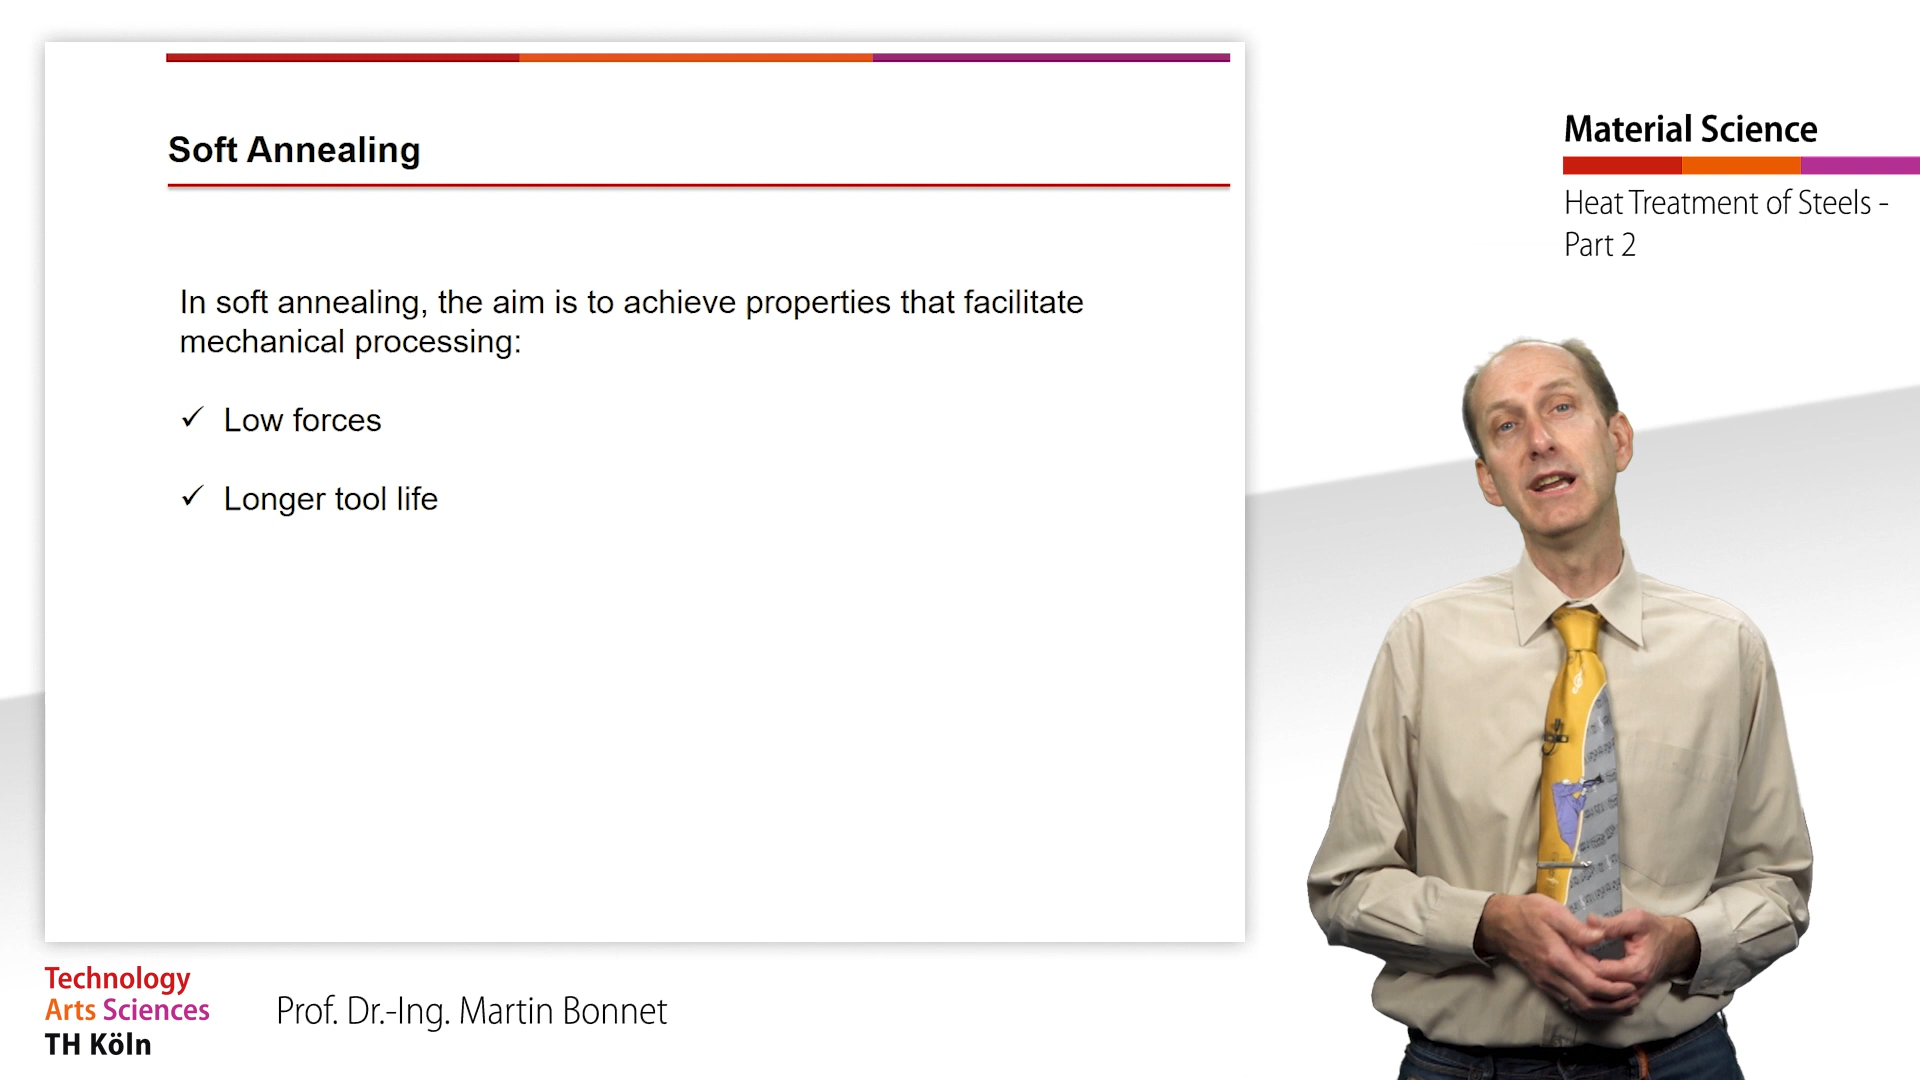 Soft Annealing
In soft annealing, the aim is to achieve properties that facilitate
mechanical processing:
✓ Low forces
✓ Longer tool life
Material Science
Heat Treatment of Steels -
Part 2
Technology
Arts Sciences
TH Köln
Prof. Dr.-Ing. Martin Bonnet